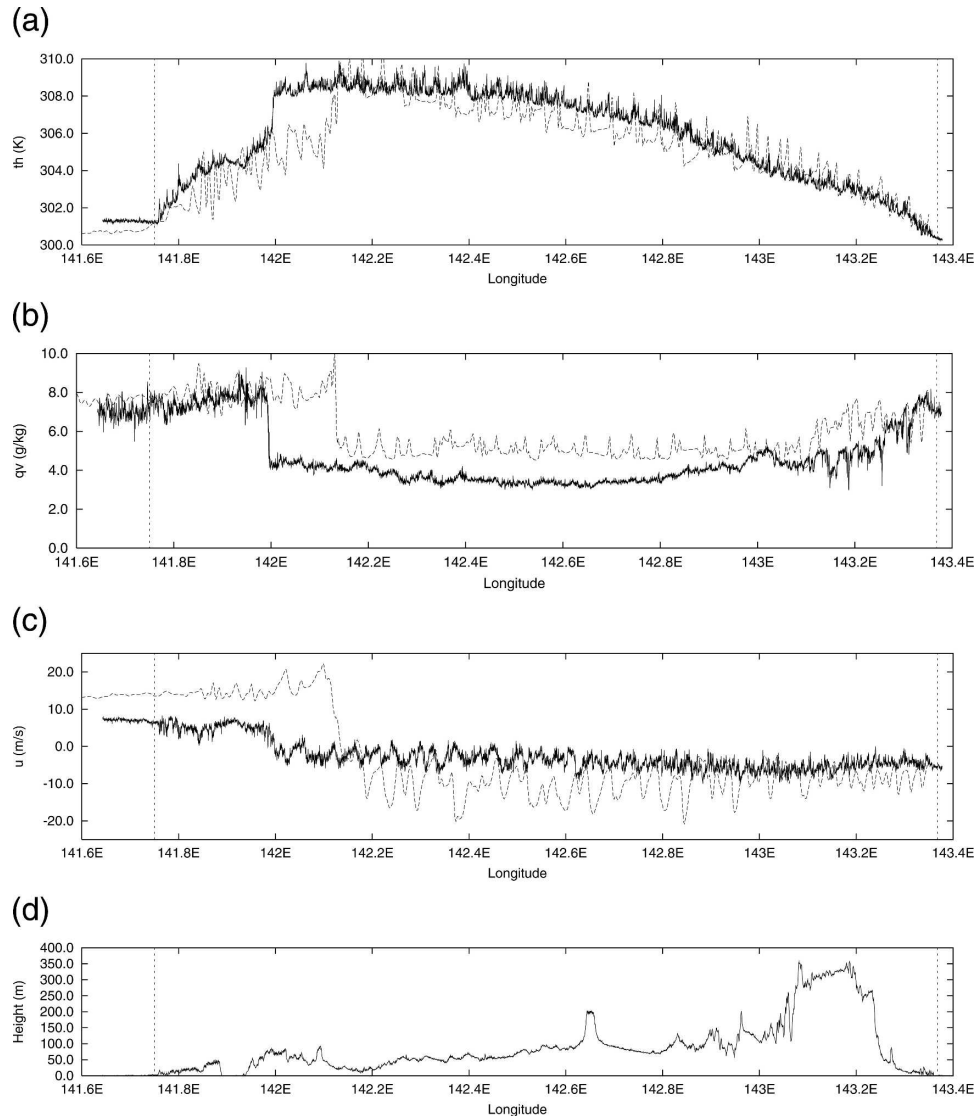 (a)
310.0
308.0
306.0
304.0
302.0
300.0
th (K)
141.6E 141.8E 142E 142.2E 142.4E 142.6E 142.8E 143E 143.2E 143.4E
Longitude
(b)
10.0
8.0
6.0
4.0
2.0
0.0
qv (g/kg)
141.6E 141.8E 142E 142.2E 142.4E 142.6E 142.8E 143E 143.2E 143.4E
Longitude
(c)
20.0
10.0
0.0
-10.0
-20.0
u (m/s)
141.6E 141.8E 142E 142.2E 142.4E 142.6E 142.8E 143E 143.2E 143.4E
Longitude
(d)
400.0
350.0
300.0
250.0
200.0
150.0
100.0
50.0
0.0
Height (m)
141.6E 141.8E 142E 142.2E 142.4E 142.6E 142.8E 143E 143.2E 143.4E
Longitude